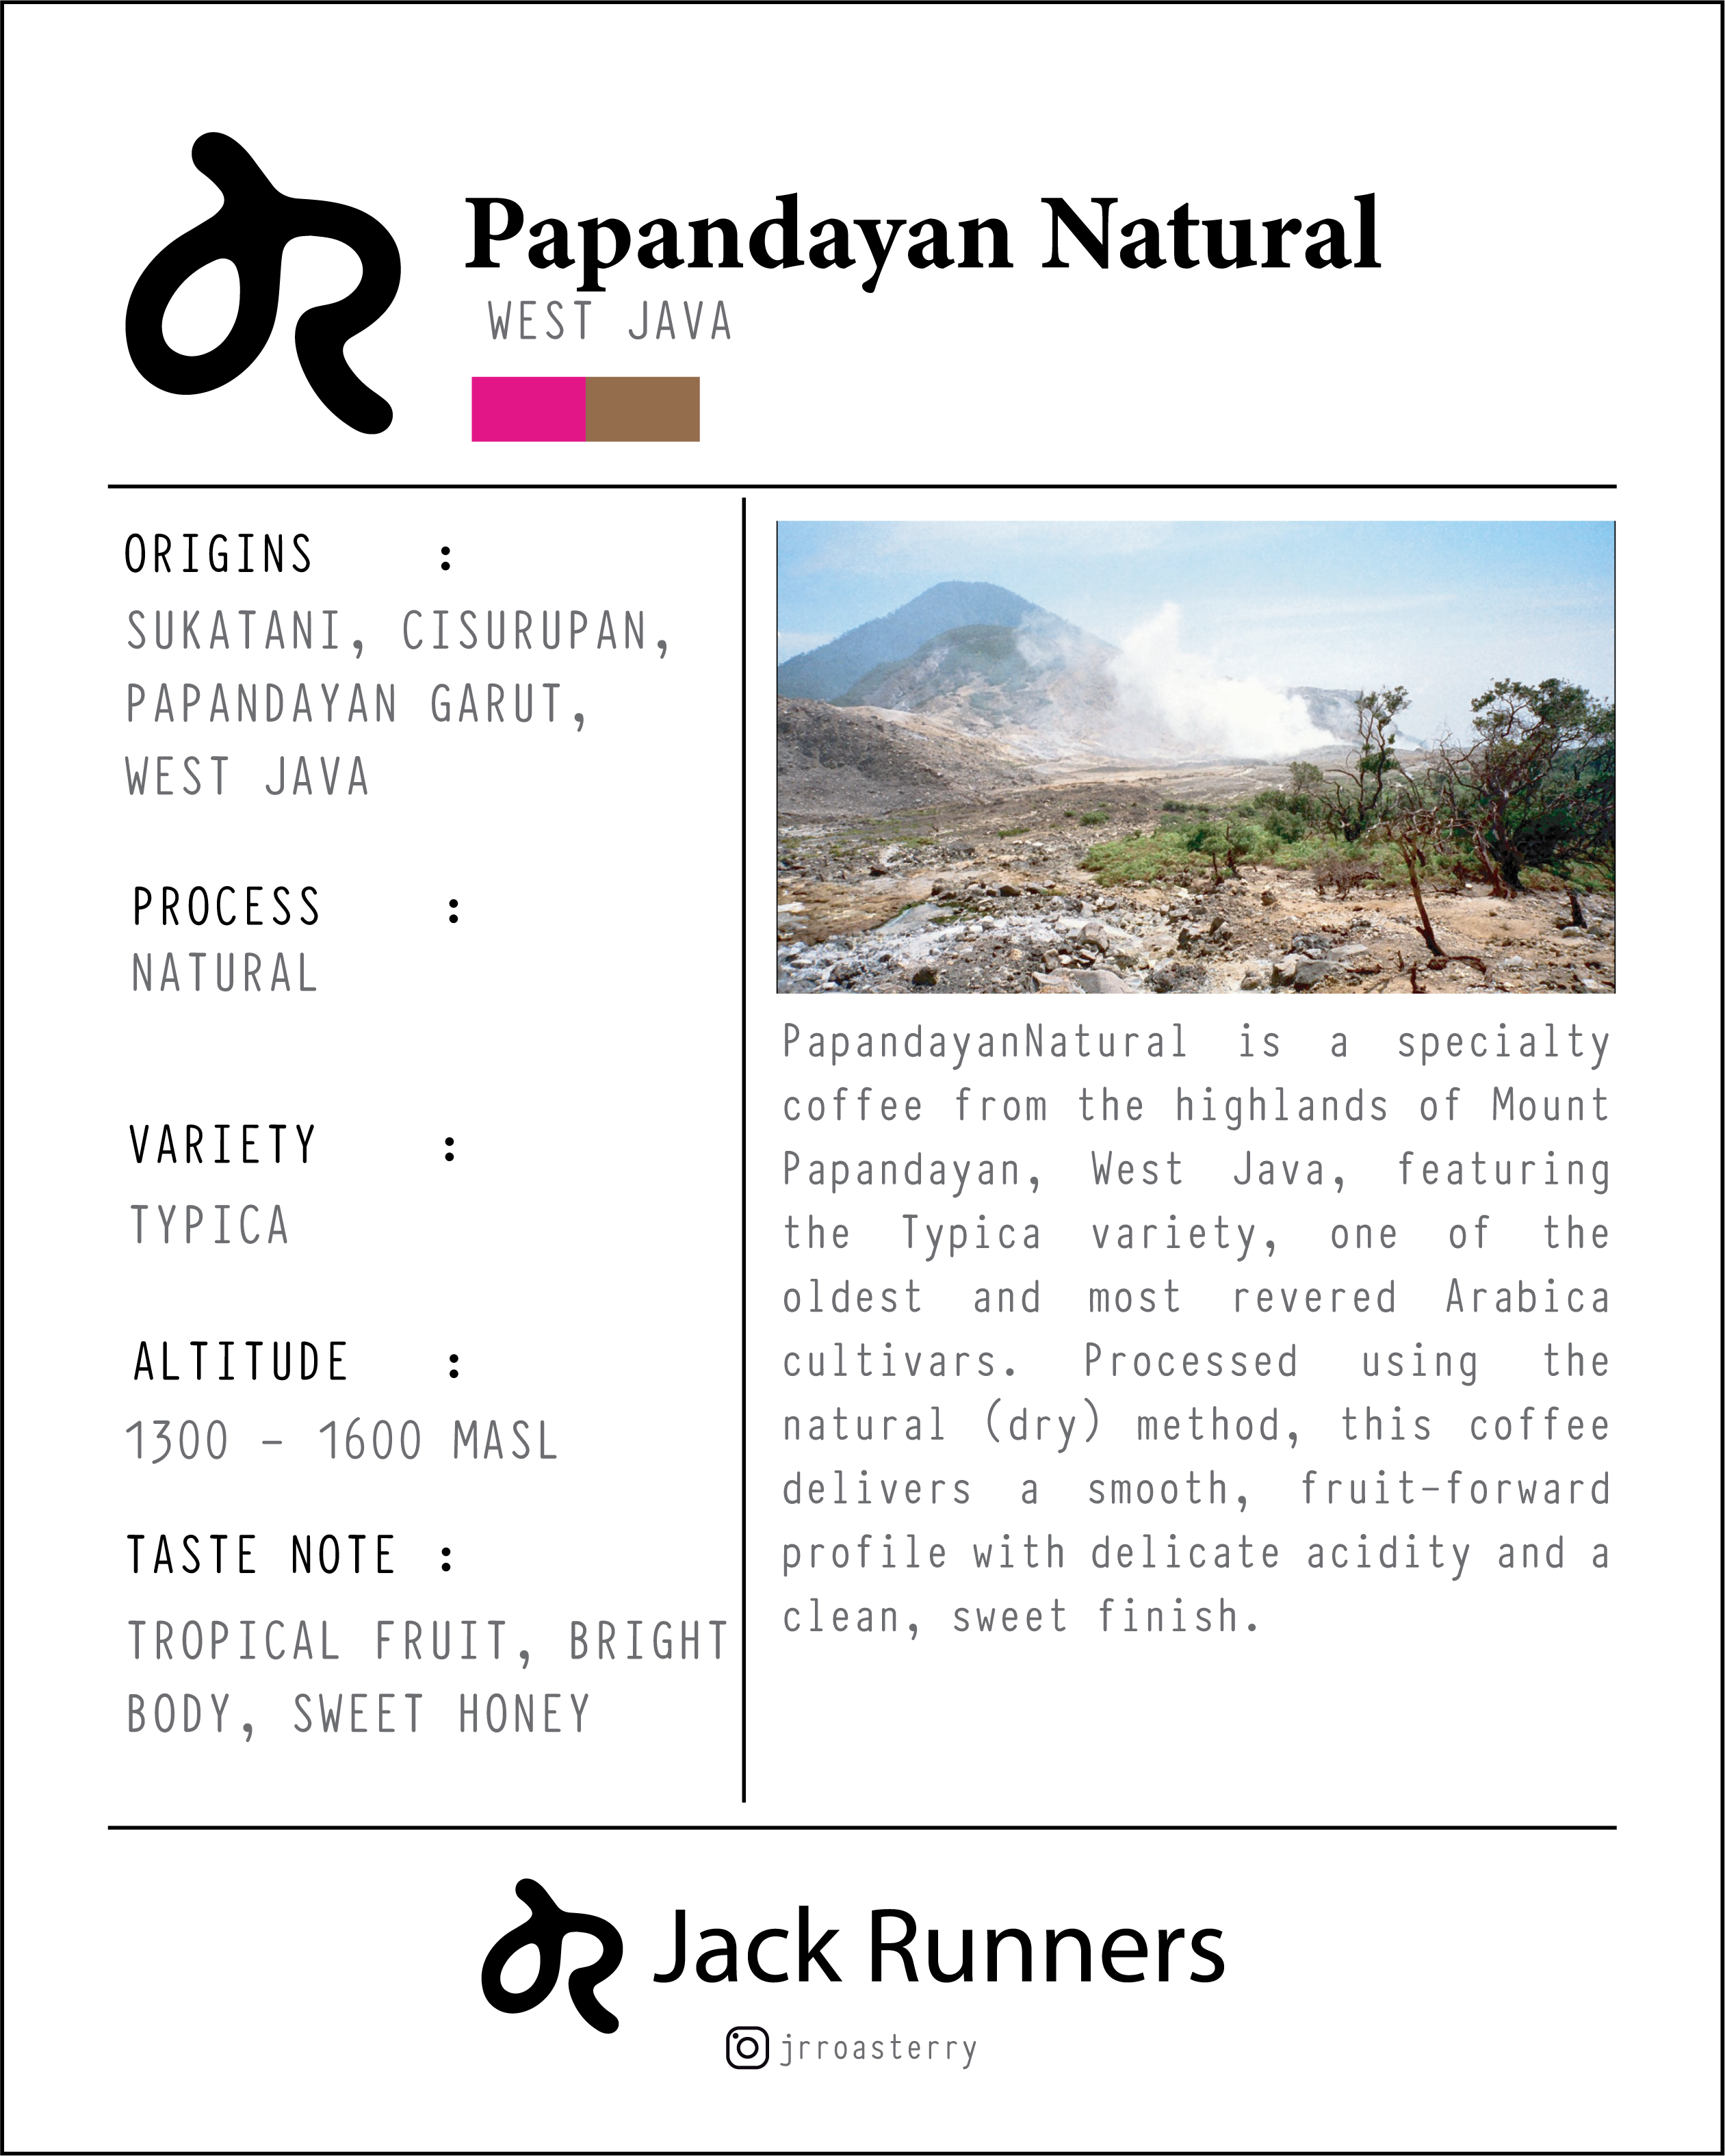 Papandayan Natural
WEST JAVA
ORIGINS :
SUKATANI, CISURUPAN,
PAPANDAYAN GARUT,
WEST JAVA
PROCESS :
NATURAL
VARIETY :
TYPICA
ALTITUDE :
1300 - 1600 MASL
TASTE NOTE :
TROPICAL FRUIT, BRIGHT
BODY, SWEET HONEY
PapandayanNatural is a specialty
coffee from the highlands of Mount
Papandayan, West Java, featuring
the Typica variety, one of the
oldest and most revered Arabica
cultivars. Processed using the
natural (dry) method, this coffee
delivers a smooth, fruit-forward
profile with delicate acidity and a
clean, sweet finish.
Jack Runners
jrroasterry